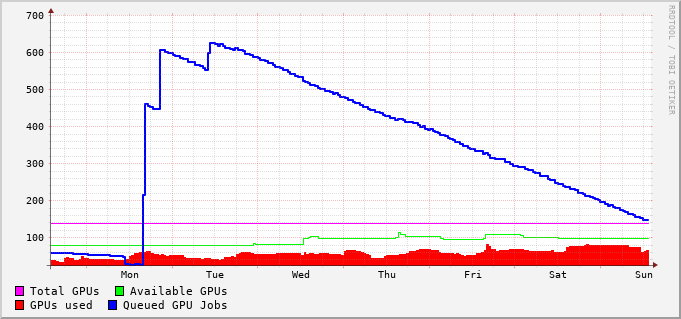 RRDTOOL / TOBI OETIKER
700
600
500
400
300
200
100
Mon Tue Wed Thu Fri Sat Sun
Total GPUs Available GPUs
GPUs used Queued GPU Jobs